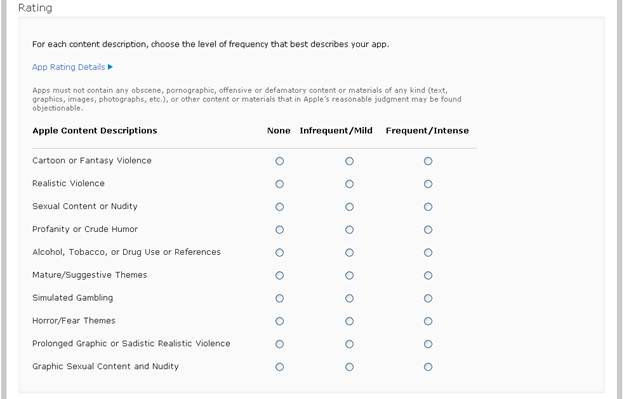 Rating
For each content description, choose the level of frequency that best describes your app.
App Rating Details ▶
Apps must not contain any obscene, pornographic, offensive or defamatory content or materials of any kind (text,
graphics, images, photographs, etc.), or other content or materials that in Apple's reasonable judgment may be found
objectionable.
Apple Content Descriptions None Infrequent/Mild Frequent/Intense
Cartoon or Fantasy Violence
Realistic Violence
Sexual Content or Nudity
Profanity or Crude Humor
Alcohol, Tobacco, or Drug Use or References
Mature/Suggestive Themes
Simulated Gambling
Horror/Fear Themes
Prolonged Graphic or Sadistic Realistic Violence
Graphic Sexual Content and Nudity